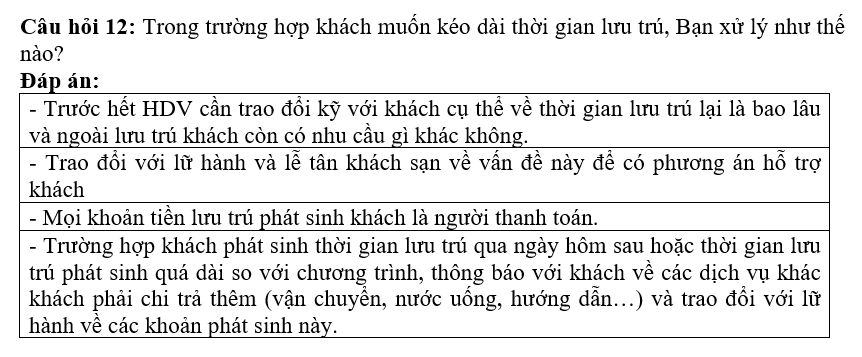 Câu hỏi 12: Trong trường hợp khách muốn kéo dài thời gian lưu trú, Bạn xử lý như thế
nào?
Đáp án:
- Trước hết HDV cần trao đổi kỹ với khách cụ thể về thời gian lưu trú lại là bao lâu
và ngoài lưu trú khách còn có nhu cầu gì khác không.
- Trao đổi với lữ hành và lễ tân khách sạn về vấn đề này để có phương án hỗ trợ
khách
- Mọi khoản tiền lưu trú phát sinh khách là người thanh toán.
- Trường hợp khách phát sinh thời gian lưu trú qua ngày hôm sau hoặc thời gian lưu
trú phát sinh quá dài so với chương trình, thông báo với khách về các dịch vụ khác
khách phải chi trả thêm (vận chuyển, nước uống, hướng dẫn…) và trao đổi với lữ
hành về các khoản phát sinh này.